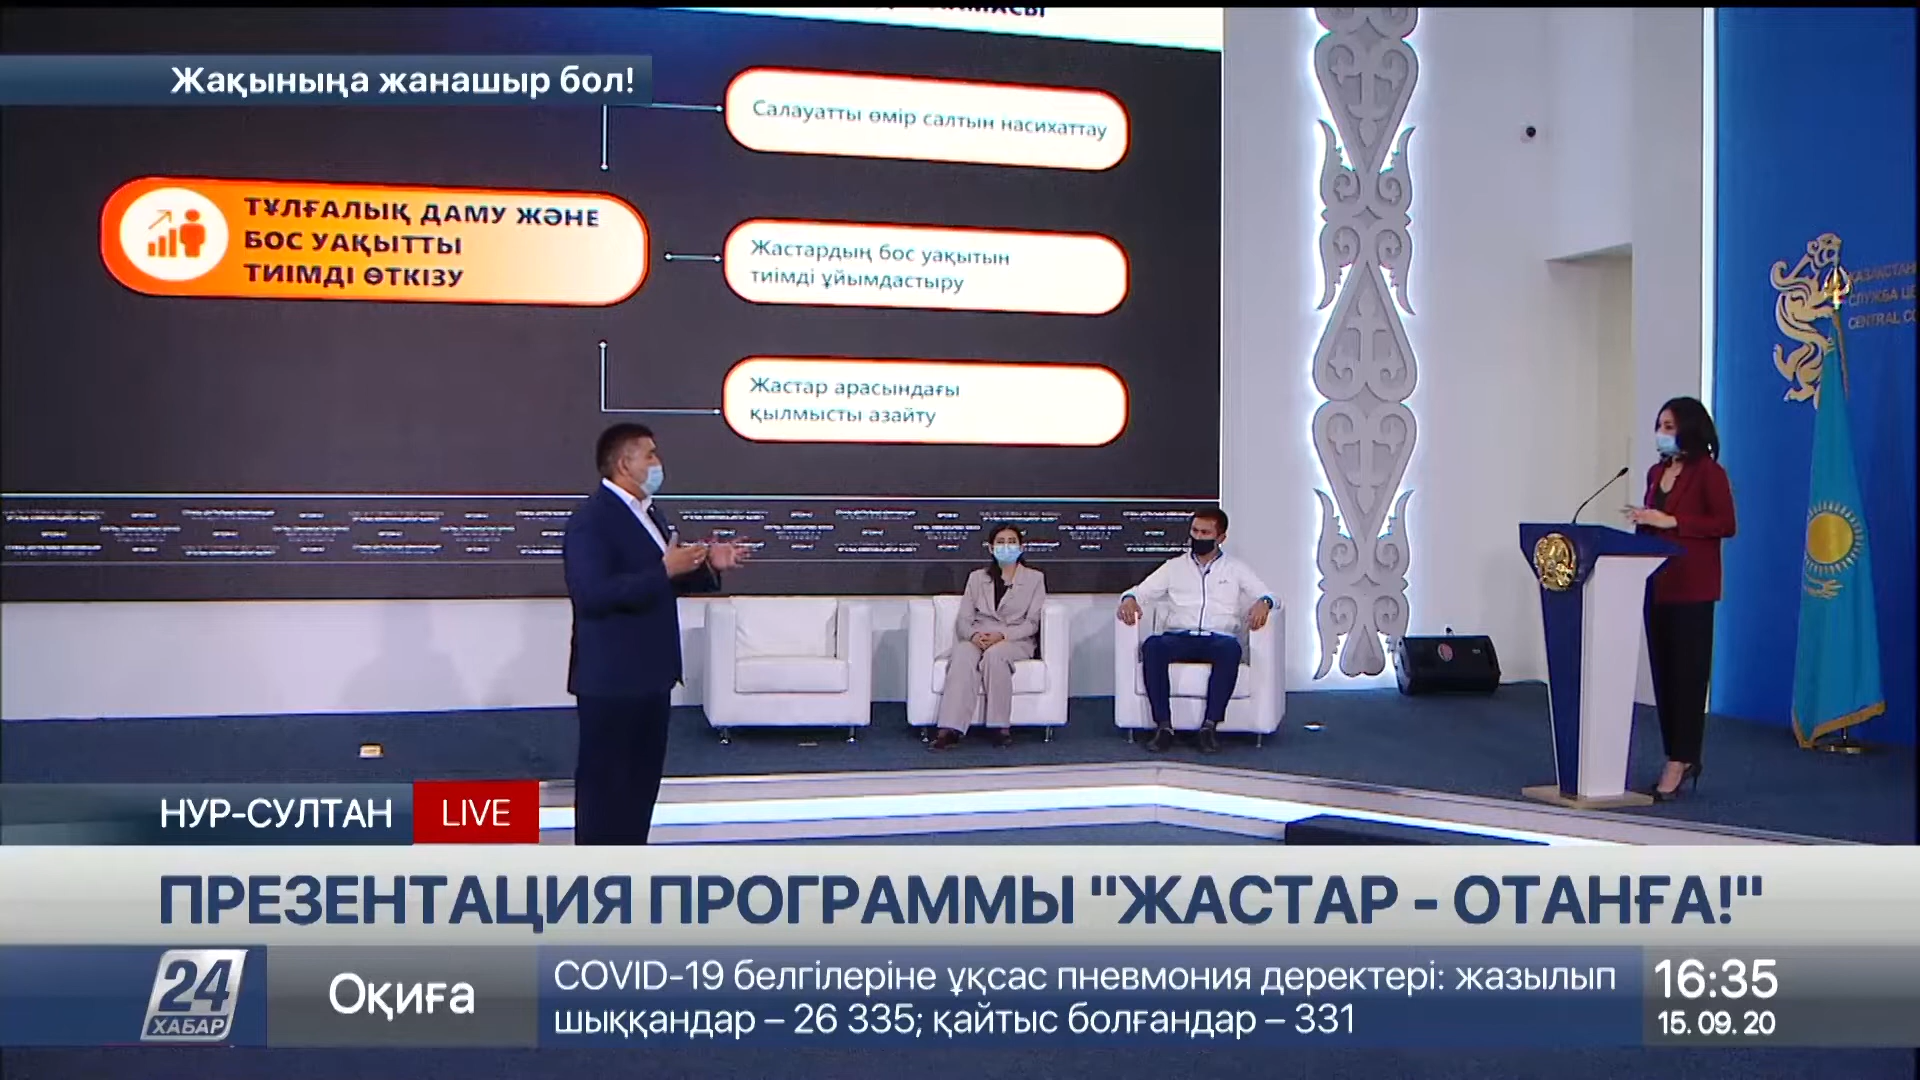 Жақыныңа жанашыр бол!
Салауатты өмір салтын насихаттау
ТҰЛҒАЛЫҚ ДАМУ ЖӘНЕ
БОС УАҚЫТТЫ
ТИІМДІ ӨТКІЗУ
Жастардың бос уақытын
тиімді ұйымдастыру
Жастар арасындағы
қылмысты азайту
CENTRAL
НУР-СУЛТАН
LIVE
ПРЕЗЕНТАЦИЯ ПРОГРАММЫ "ЖАСТАР - ОТАНҒА!"
24
ХАБАР
Оқиға
COVID-19 белгілеріне ұқсас пневмония деректері: жазылып
шыққандар – 26 335; қайтыс болғандар – 331
16:35
15. 09. 20